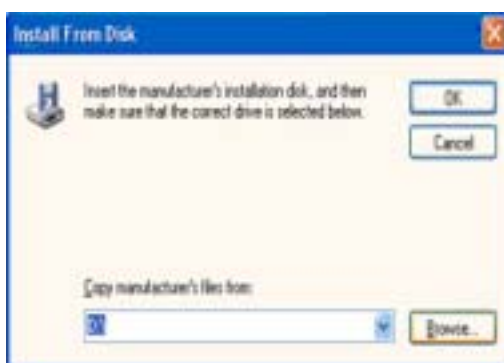 Install From Disk
Insert the manufacturer's installation disk, and then
make sure that the correct drive is selected below.
OK
Cancel
Copy manufacturer's files from:
Browse...